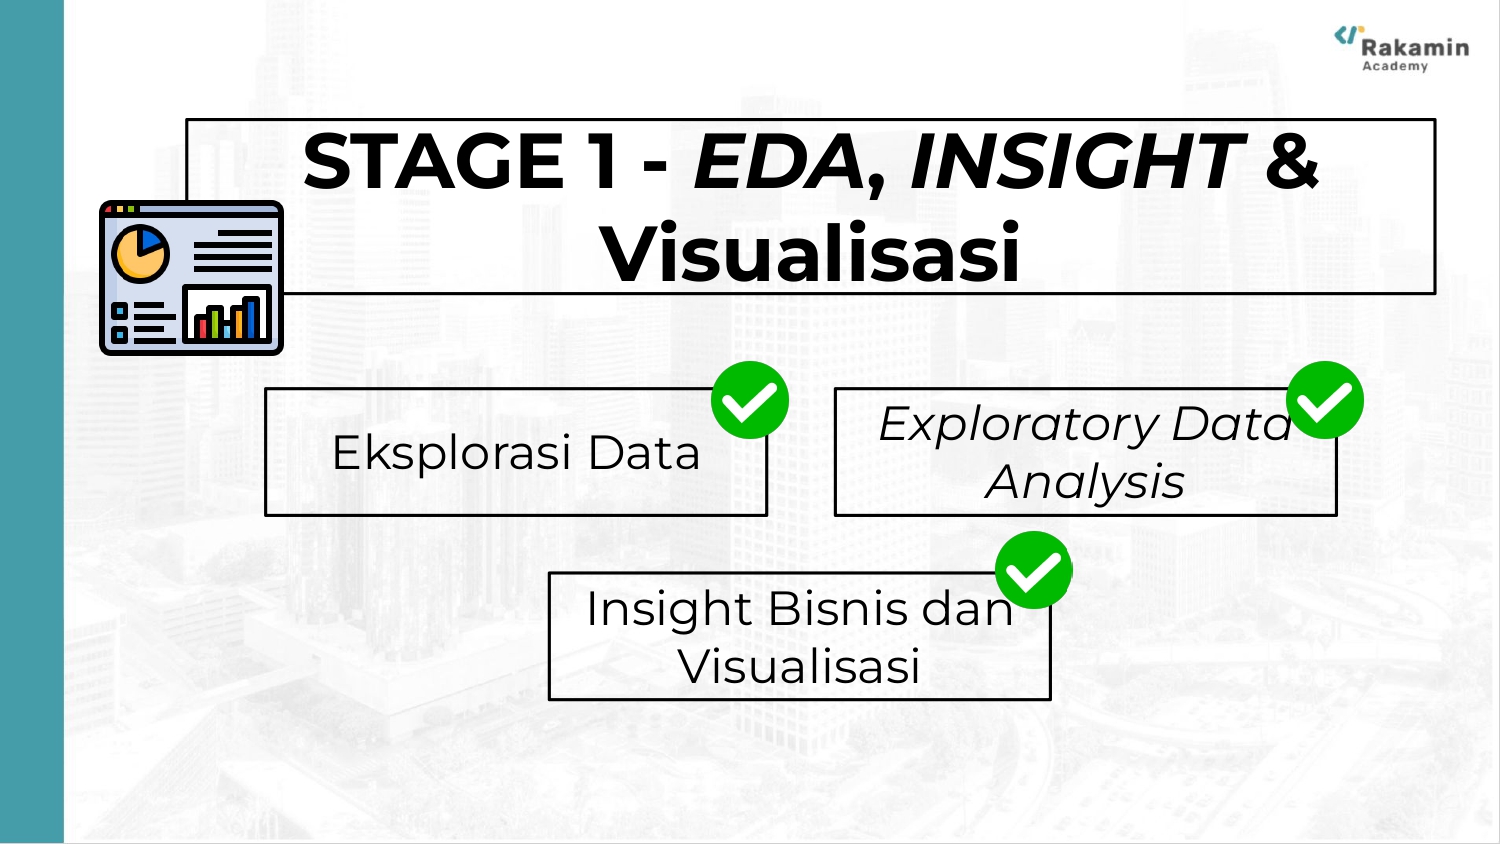 Rakamin
Academy
STAGE 1 - EDA, INSIGHT &
Visualisasi
Eksplorasi Data
Exploratory Data
Analysis
Insight Bisnis dan
Visualisasi